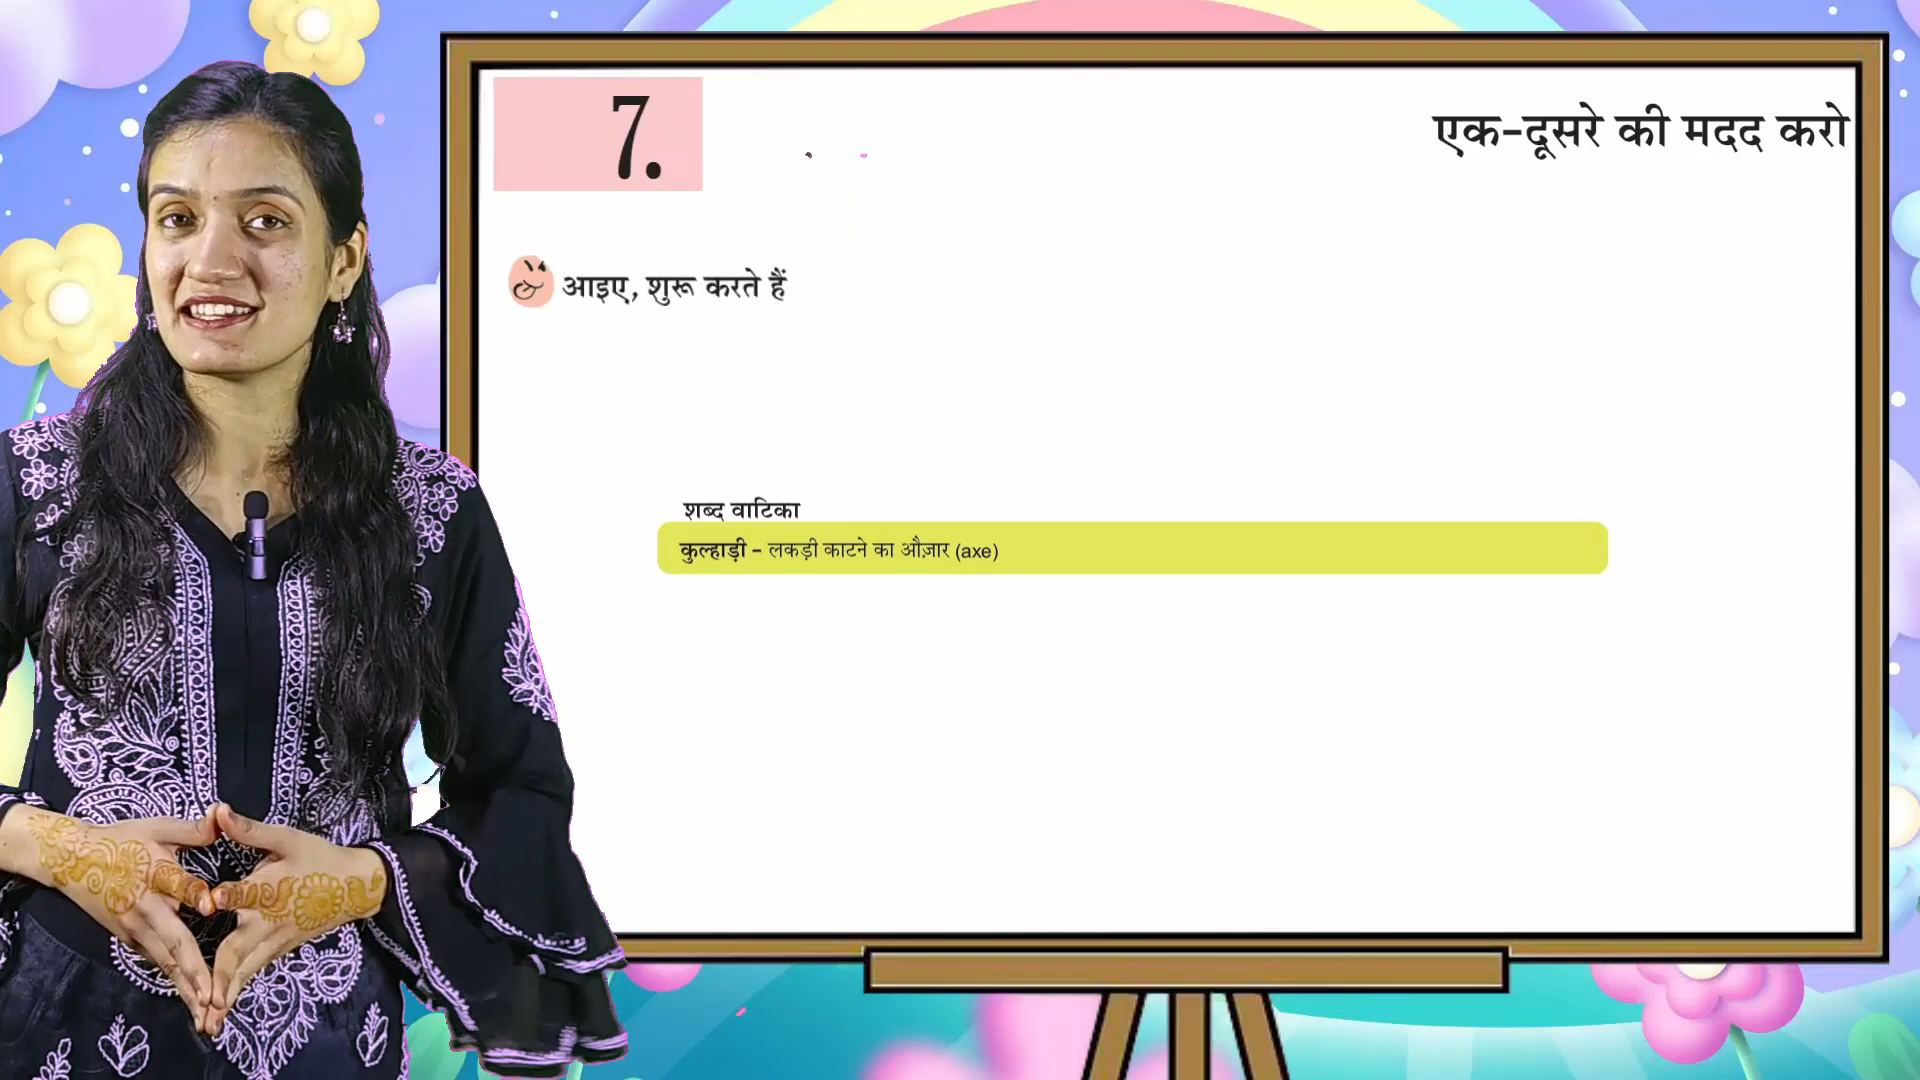 7.
एक-दूसरे की मदद करो
आइए, शुरू करते हैं
शब्द वाटिका
कुल्हाड़ी - लकड़ी काटने का औज़ार (axe)